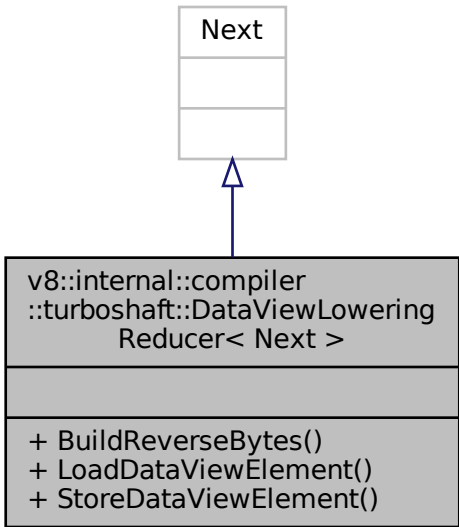 Next
v8::internal::compiler
::turboshaft::DataViewLowering
Reducer< Next >
+ BuildReverseBytes()
+ LoadDataViewElement()
+ StoreDataViewElement()